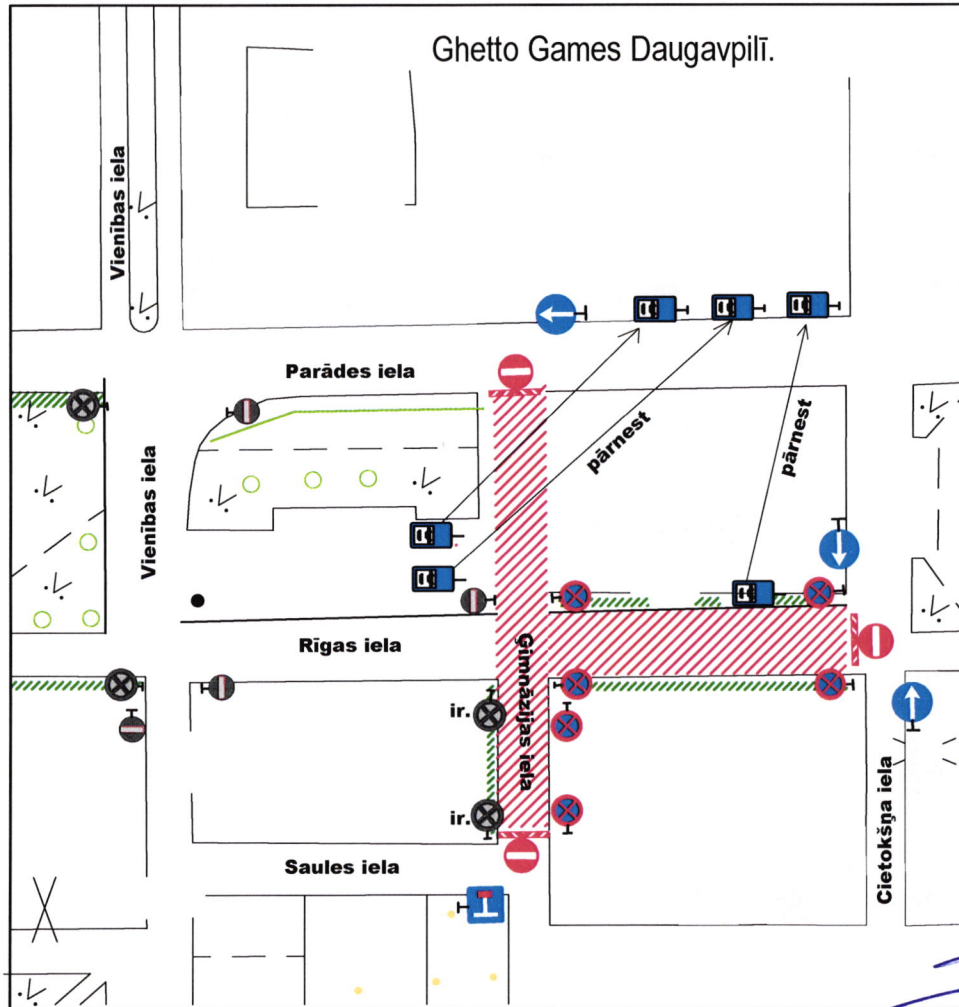 Ghetto Games Daugavpilī.
Vienības iela
Parādes iela
pārnest
pārnest
Vienības iela
Rīgas iela
Ģimnāzijas iela
ir.
ir.
Saules iela
Cietokšņa iela